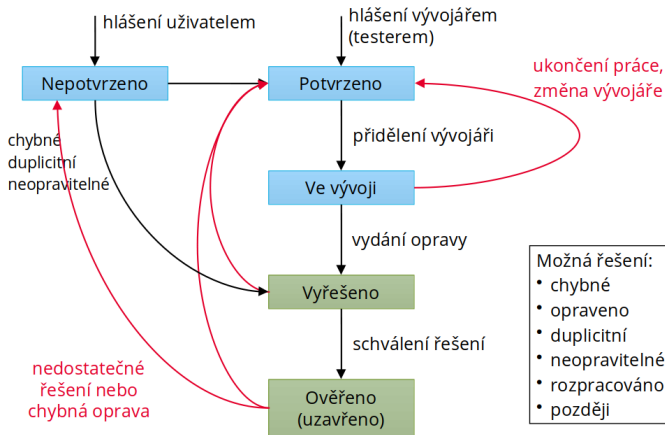 hlášení uživatelem
hlášení vývojářem
(testerem)
Nepotvrzeno
Potvrzeno
ukončení práce,
změna vývojáře
chybné
duplicitní
neopravitelné
přidělení vývojáři
Ve vývoji
vydání opravy
Vyřešeno
schválení řešení
nedostatečné
řešení nebo
chybná oprava
Ověřeno
(uzavřeno)
Možná řešení:
• chybné
• opraveno
• duplicitní
• neopravitelné
• rozpracováno
• později